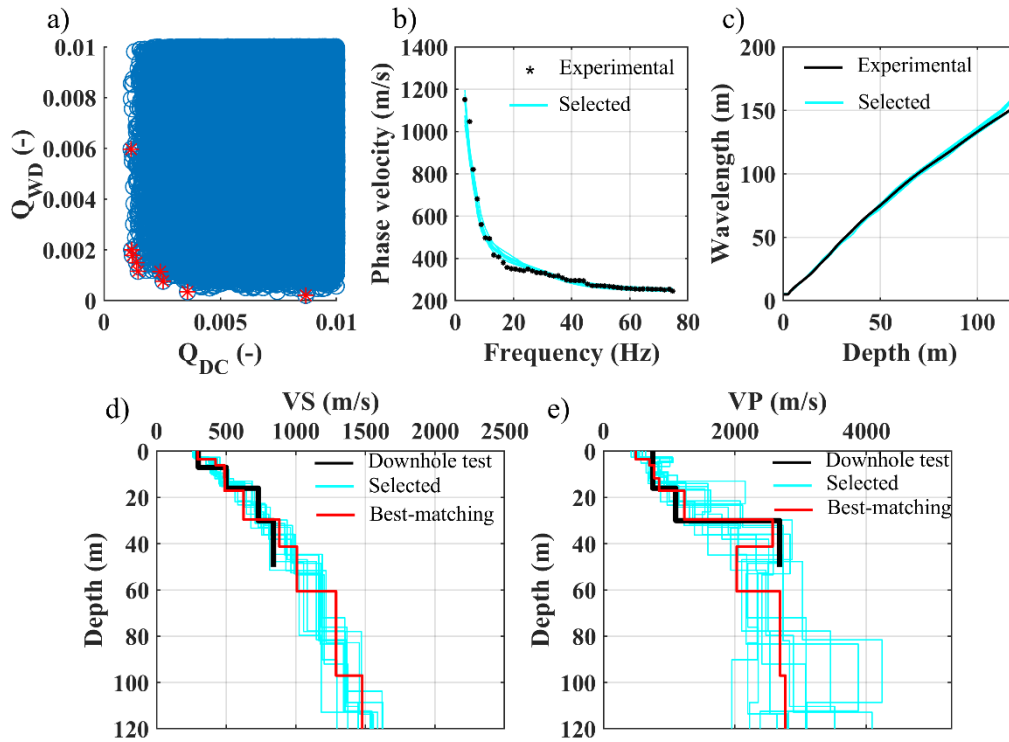 a)
0.01
0.008
0.006
0.004
0.002
0
0.005
0.01
Q_WD (-)
Q_DC (-)
b)
1400
1200
1000
800
600
400
200
0
20
40
60
80
Phase velocity (m/s)
Frequency (Hz)
Experimental
Selected
c)
200
150
100
50
0
0
50
100
Wavelength (m)
Depth (m)
Experimental
Selected
d)
VS (m/s)
0
500
1000
1500
2000
2500
0
20
40
60
80
100
120
Depth (m)
Downhole test
Selected
Best-matching
e)
VP (m/s)
0
2000
4000
0
20
40
60
80
100
120
Depth (m)
Downhole test
Selected
Best-matching